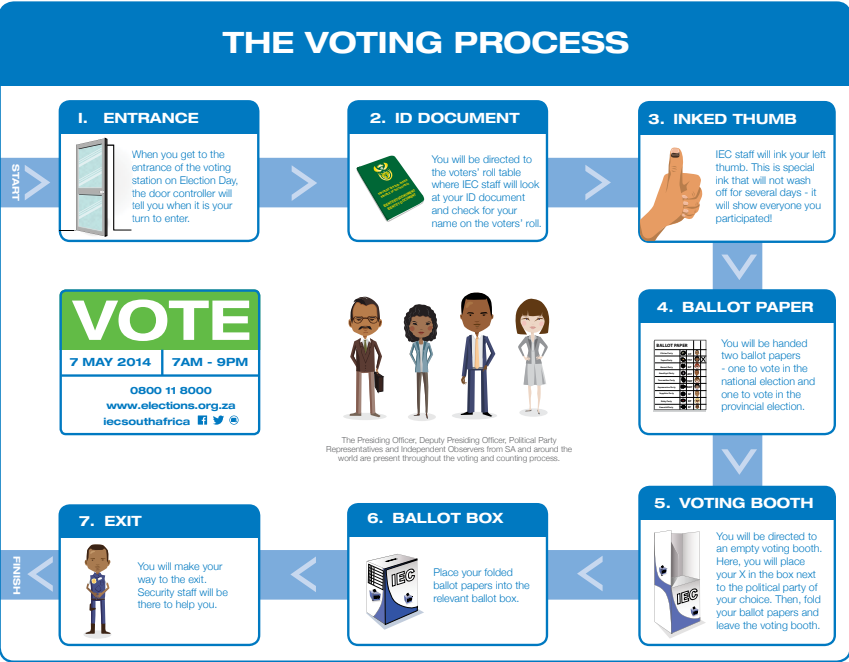 THE VOTING PROCESS
START
1. ENTRANCE
When you get to the
entrance of the voting
station on Election Day,
the door controller will
tell you when it is your
turn to enter.
2. ID DOCUMENT
You will be directed to
the voters' roll table
where IEC staff will look
at your ID document
and check for your
name on the voters' roll.
3. INKED THUMB
IEC staff will ink your left
thumb. This is special
ink that will not wash
off for several days - it
will show everyone you
participated!
VOTE
7 MAY 2014
7AM - 9PM
0800 11 8000
www.elections.org.za
iecsouthafrica
The Presiding Officer, Deputy Presiding Officer, Political Party
Representatives and Independent Observers from SA and around the
world are present throughout the voting and counting process.
4. BALLOT PAPER
BALLOT PAPER
You will be handed
two ballot papers
- one to vote in the
national election and
one to vote in the
provincial election.
5. VOTING BOOTH
IEC
You will be directed to
an empty voting booth.
Here, you will place
your X in the box next
to the political party of
your choice. Then, fold
your ballot papers and
leave the voting booth.
6. BALLOT BOX
IEC
Place your folded
ballot papers into the
relevant ballot box.
7. EXIT
You will make your
way to the exit.
Security staff will be
there to help you.
FINISH